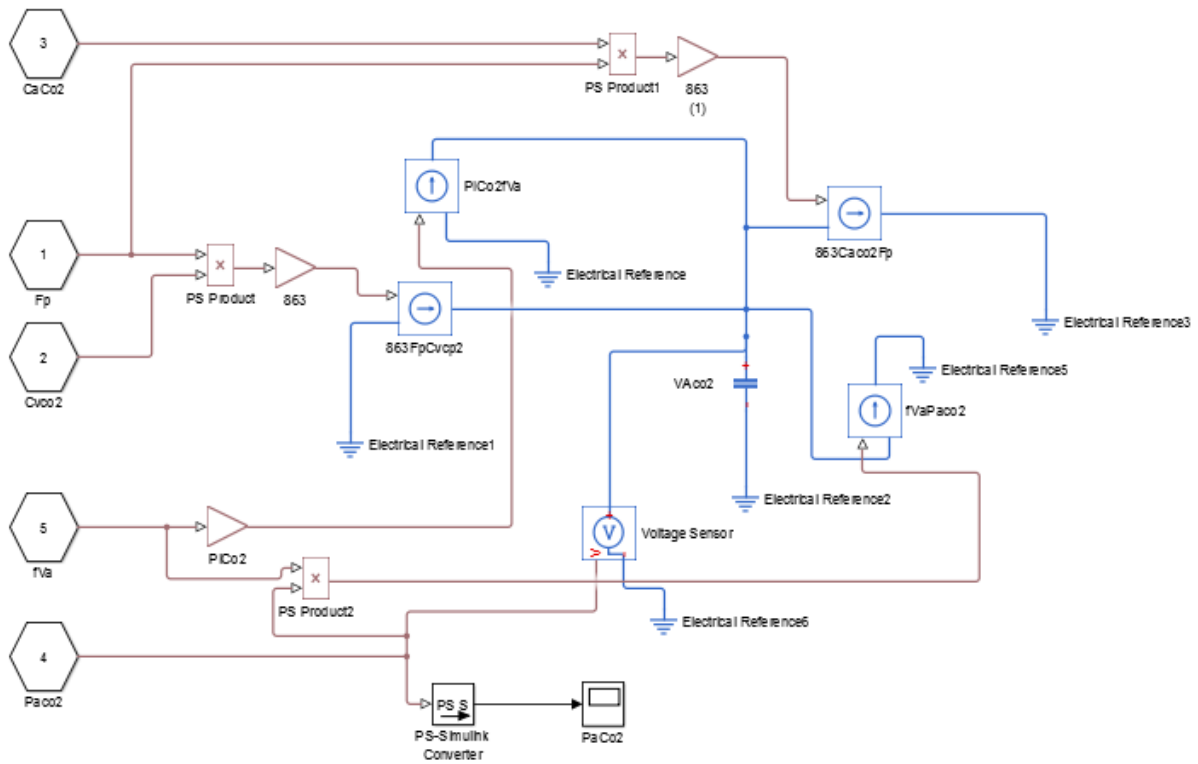 3
CaCo2
×
PS Product1
863
(1)
PICo2fVa
863Caco2Fp
1
Fp
×
PS Product
863
Electrical Reference
863FpCvcp2
2
Cvco2
Electrical Reference3
VAco2
Electrical Reference5
fVaPaco2
Electrical Reference1
Electrical Reference2
5
fVa
PICo2
V
V
Voltage Sensor
×
PS Product2
Electrical Reference6
4
Paco2
PS S
PS-Simulink
Converter
PaCo2